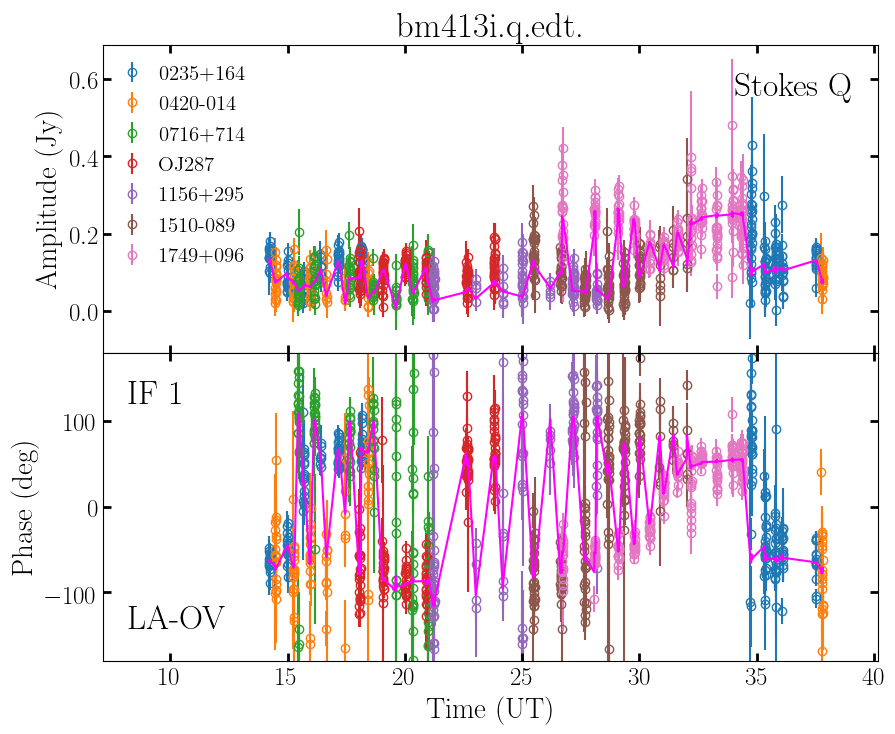 bm413i.q.edt.
Stokes Q
0235+164
0420-014
0716+714
OJ287
1156+295
1510-089
1749+096
Amplitude (Jy)
0.6
0.4
0.2
0.0
IF 1
LA-OV
Phase (deg)
100
0
−100
10 15 20 25 30 35 40
Time (UT)